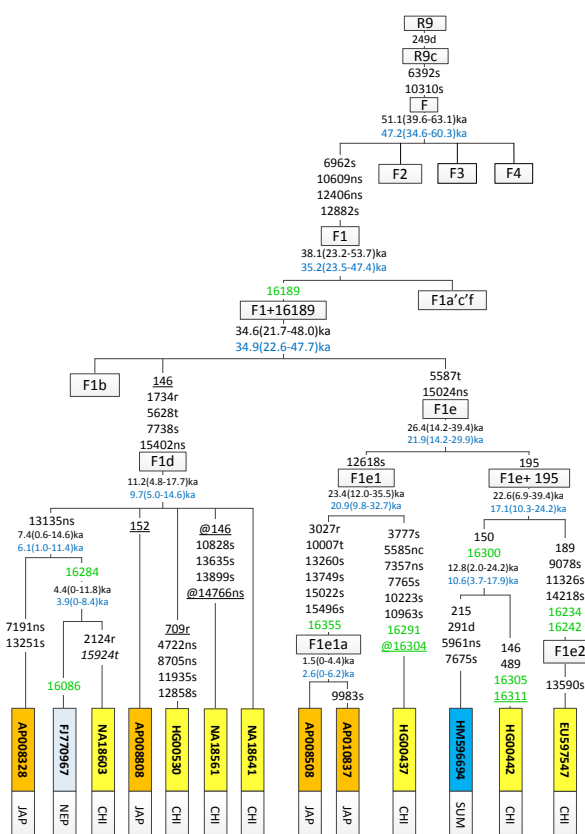 R9
249d
R9c
6392s
10310s
F
51.1(39.6-63.1)ka
47.2(34.6-60.3)ka
6962s
10609ns
12406ns
12882s
F2
F3
F4
F1
38.1(23.2-53.7)ka
35.2(23.5-47.4)ka
16189
F1+16189
34.6(21.7-48.0)ka
34.9(22.6-47.7)ka
F1a'c'f
F1b
146
1734r
5628t
7738s
15402ns
F1d
11.2(4.8-17.7)ka
9.7(5.0-14.6)ka
5587t
15024ns
F1e
26.4(14.2-39.4)ka
21.9(14.2-29.9)ka
12618s
F1e1
23.4(12.0-35.5)ka
20.9(9.8-32.7)ka
195
F1e+ 195
22.6(6.9-39.4)ka
17.1(10.3-24.2)ka
13135ns
7.4(0.6-14.6)ka
6.1(1.0-11.4)ka
7191ns
13251s
16284
4.4(0-11.8)ka
3.9(0-8.4)ka
16086
2124r
15924t
152
709r
4722ns
8705ns
11935s
12858s
@146
10828s
13635s
13899s
@14766ns
3027r
10007t
13260s
13749s
15022s
15496s
16355
F1e1a
1.5(0-4.4)ka
2.6(0-6.2)ka
9983s
3777s
5585nc
7357ns
7765s
10223s
10963s
16291
@16304
150
16300
12.8(2.0-24.2)ka
10.6(3.7-17.9)ka
215
291d
5961ns
7675s
146
489
16305
16311
189
9078s
11326s
14218s
16234
16242
F1e2
13590s
AP008328
FJ770967
NA18603
AP008808
HG00530
NA18561
NA18641
AP008508
AP010837
HG00437
HM596694
HG00442
EU597547
JAP
NEP
CHI
JAP
CHI
CHI
CHI
JAP
JAP
CHI
SUM
CHI
CHI